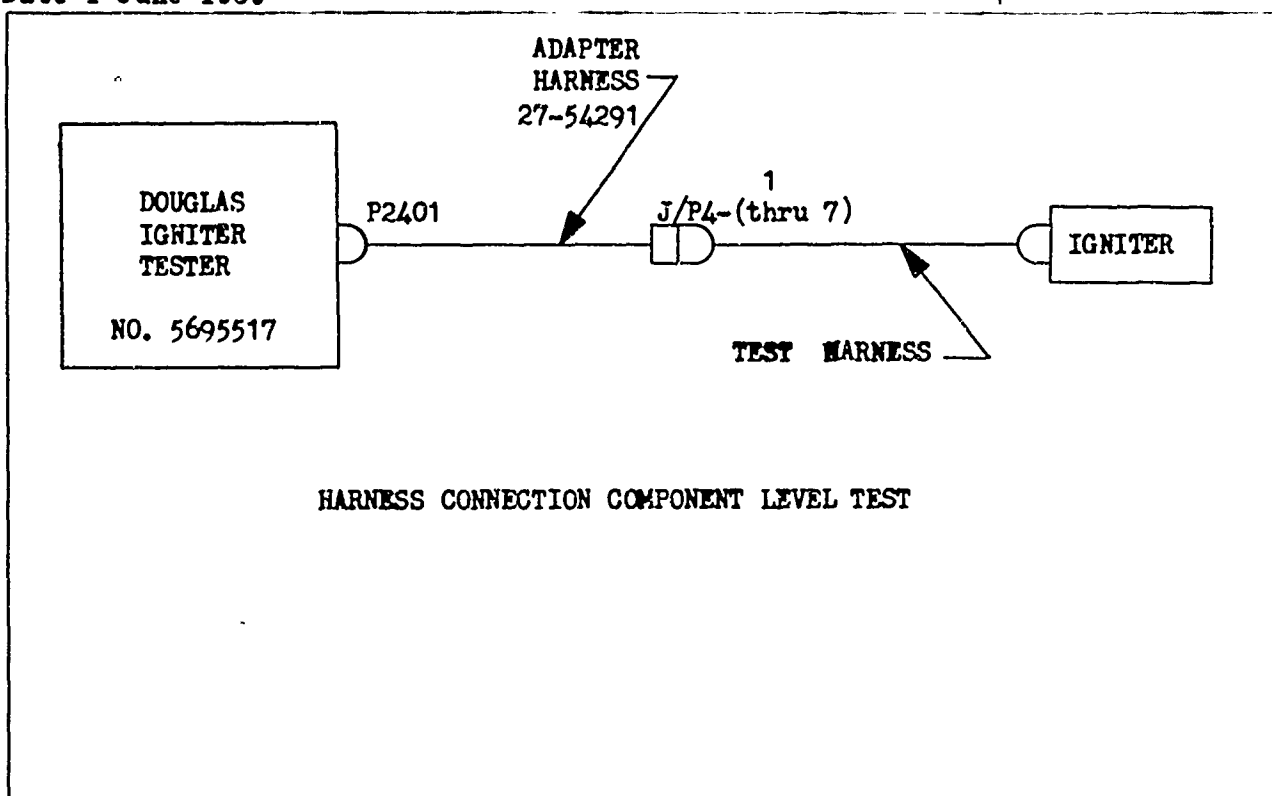 ADAPTER
HARNESS
27-54291
DOUGLAS
IGNITER
TESTER
NO. 5695517
P2401
1
J/P4-(thru 7)
IGNITER
TEST HARNESS
HARNESS CONNECTION COMPONENT LEVEL TEST